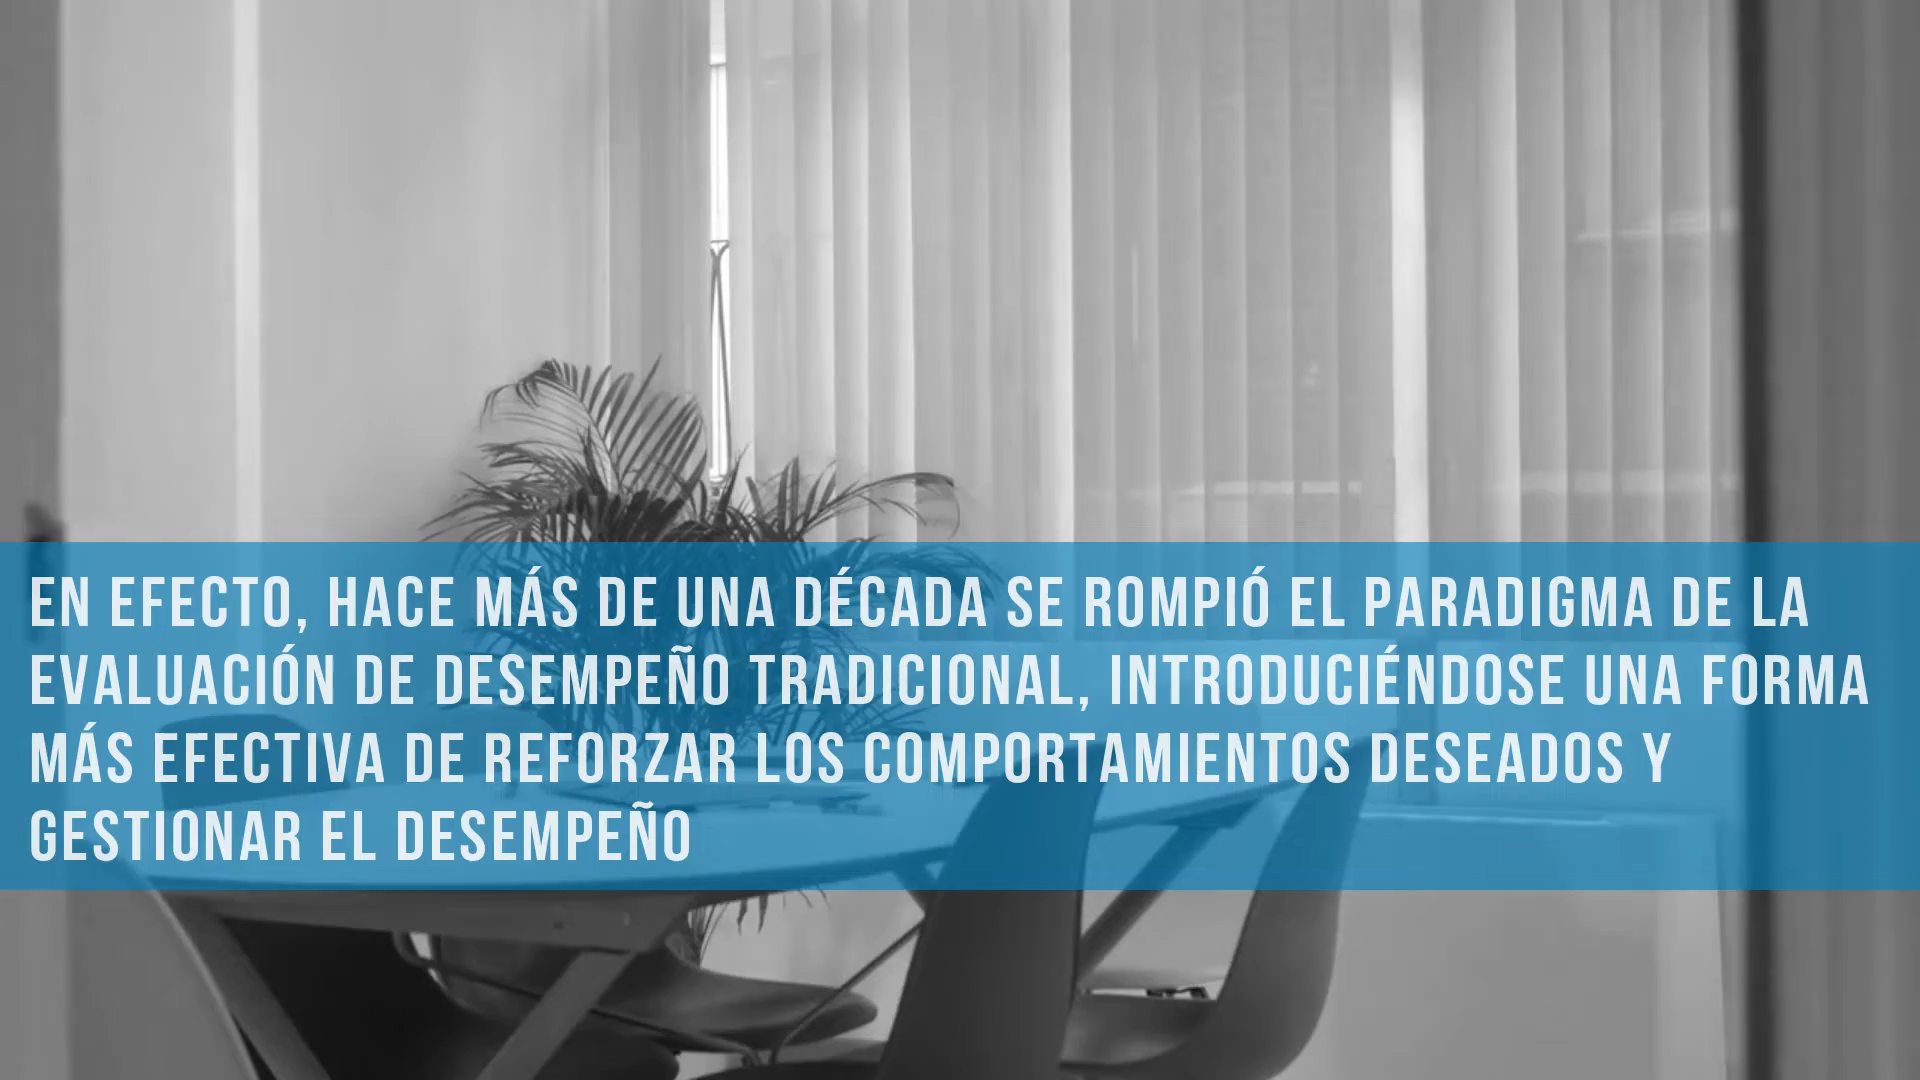 EN EFECTO, HACE MÁS DE UNA DÉCADA SE ROMPIÓ EL PARADIGMA DE LA
EVALUACIÓN DE DESEMPEÑO TRADICIONAL, INTRODUCIÉNDOSE UNA FORMA
MÁS EFECTIVA DE REFORZAR LOS COMPORTAMIENTOS DESEADOS Y
GESTIONAR EL DESEMPEÑO